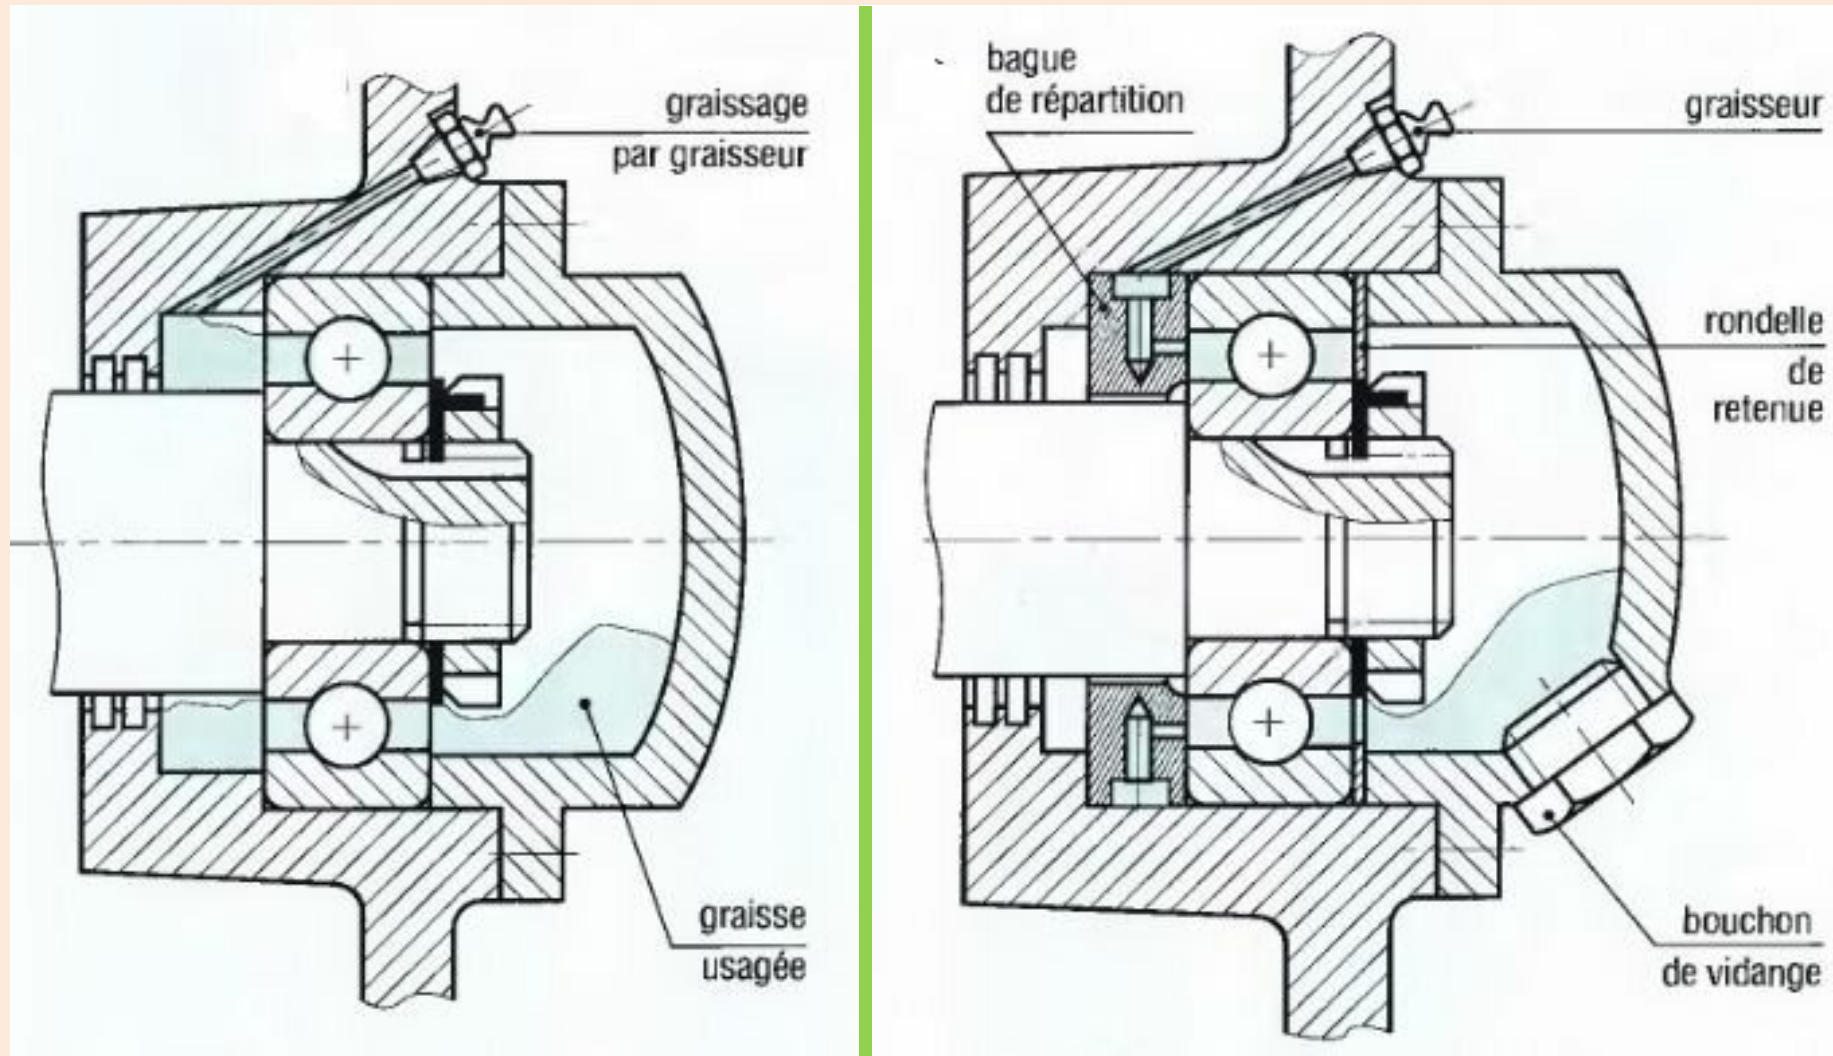 graissage
par graisseur
graisse
usagée
bague
de répartition
graisseur
rondelle
de
retenue
bouchon
de vidange